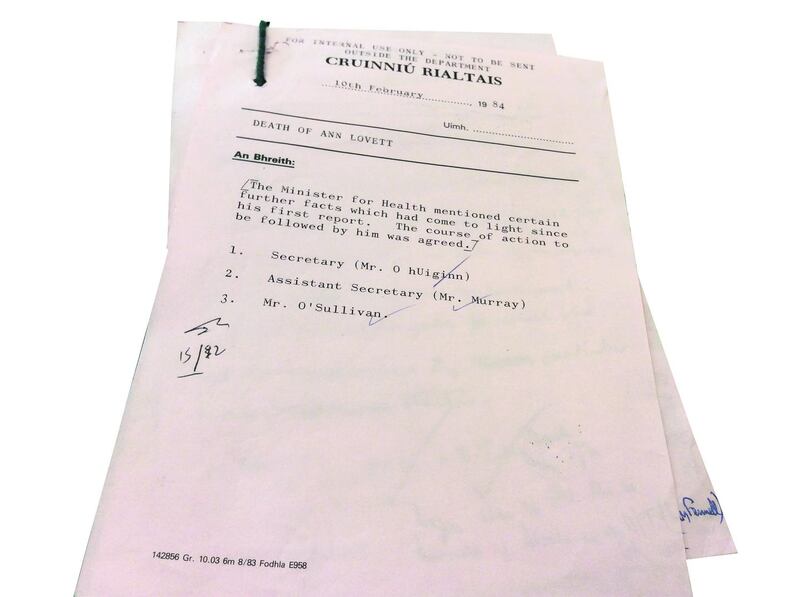 FOR INTERNAL USE ONLY - NOT TO BE SENT
OUTSIDE THE DEPARTMENT
CRUINNIÚ RIALTAIS
10th February, 1984
Uimh.
DEATH OF ANN LOVETT
An Bhreith:
/The Minister for Health mentioned certain
further facts which had come to light since
his first report. The course of action to
be followed by him was agreed./
1. Secretary (Mr. O hUiginn)
2. Assistant Secretary (Mr. Murray)
3. Mr. O'Sullivan.
142856 Gr. 10.03 6m 8/83 Fodhla E958